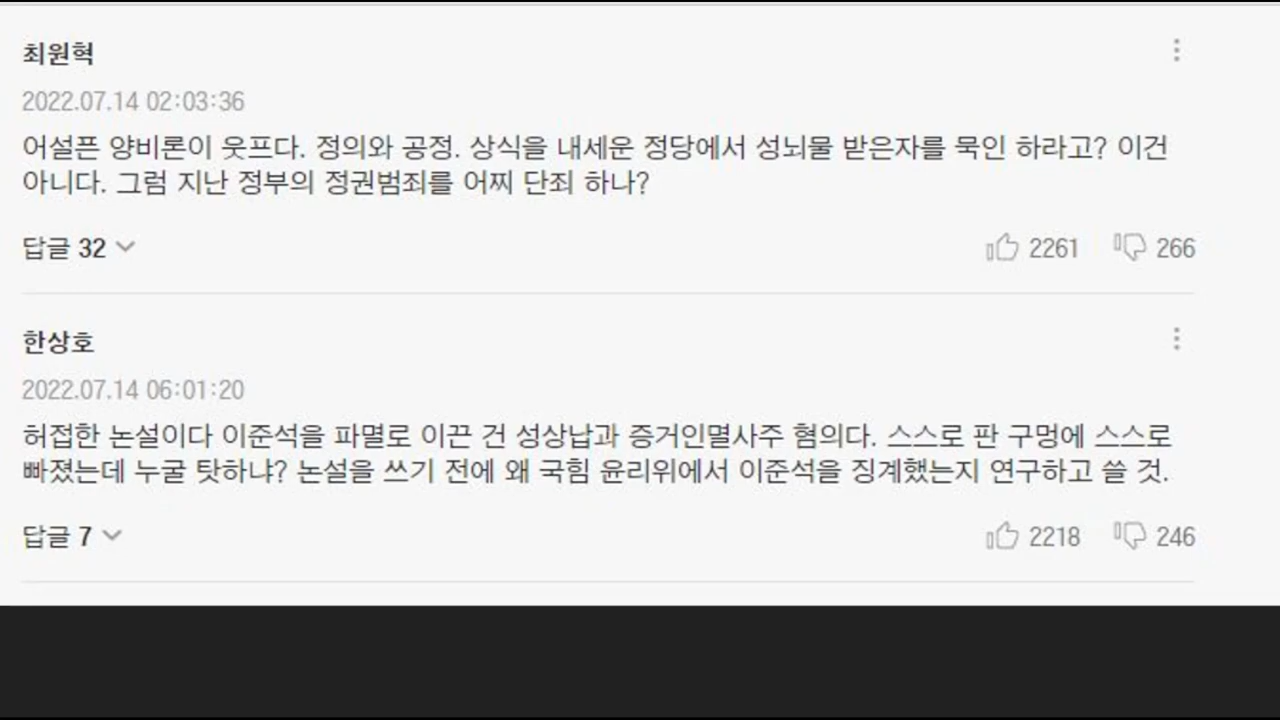 최원혁
2022.07.14 02:03:36
어설픈 양비론이 웃프다. 정의와 공정. 상식을 내세운 정당에서 성뇌물 받은자를 묵인 하라고? 이건
아니다. 그럼 지난 정부의 정권범죄를 어찌 단죄 하나?
답글 32
2261 266
한상호
2022.07.14 06:01:20
허접한 논설이다 이준석을 파멸로 이끈 건 성상납과 증거인멸사주 혐의다. 스스로 판 구멍에 스스로
빠졌는데 누굴 탓하냐? 논설을 쓰기 전에 왜 국힘 윤리위에서 이준석을 징계했는지 연구하고 쓸 것.
답글 7
2218 246